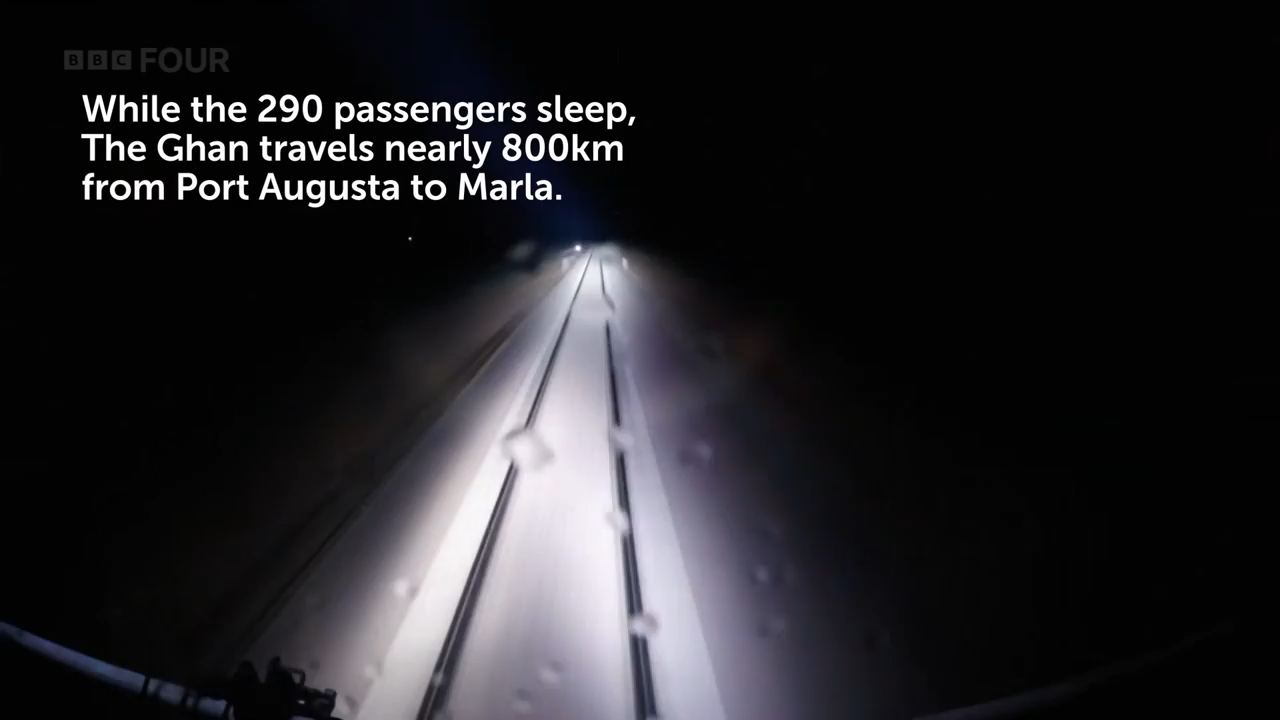 BBC FOUR
While the 290 passengers sleep,
The Ghan travels nearly 800km
from Port Augusta to Marla.